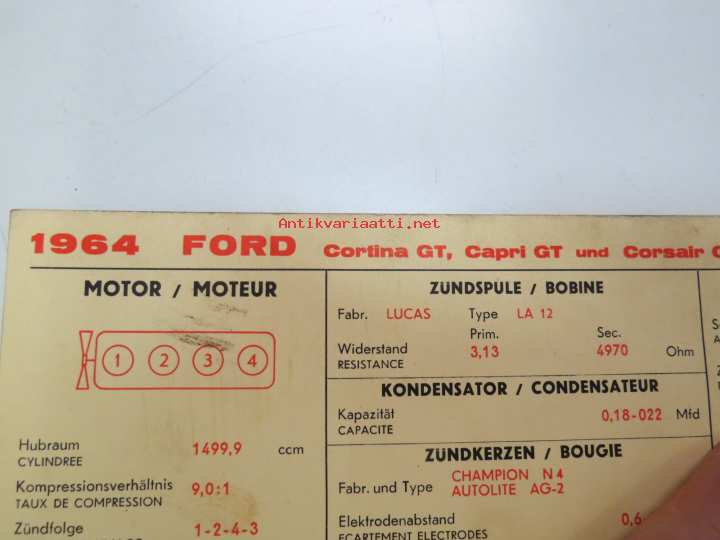 Antikvariaatti.net
1964 FORD Cortina GT, Capri GT und Corsair
MOTOR / MOTEUR
1 2 3 4
Hubraum 1499,9 ccm
CYLINDREE
Kompressionsverhältnis 9,0:1
TAUX DE COMPRESSION
Zündfolge 1-2-4-3
ZÜNDSPULE / BOBINE
Fabr. LUCAS Type LA 12
Prim. Sec.
Widerstand 3,13 4970 Ohm
RESISTANCE
KONDENSATOR / CONDENSATEUR
Kapazität 0,18-022 Mfd
CAPACITE
ZÜNDKERZEN / BOUGIE
CHAMPION N 4
Fabr. und Type AUTOLITE AG-2
Elektrodenabstand 0,6
ECARTEMENT ELECTRODES